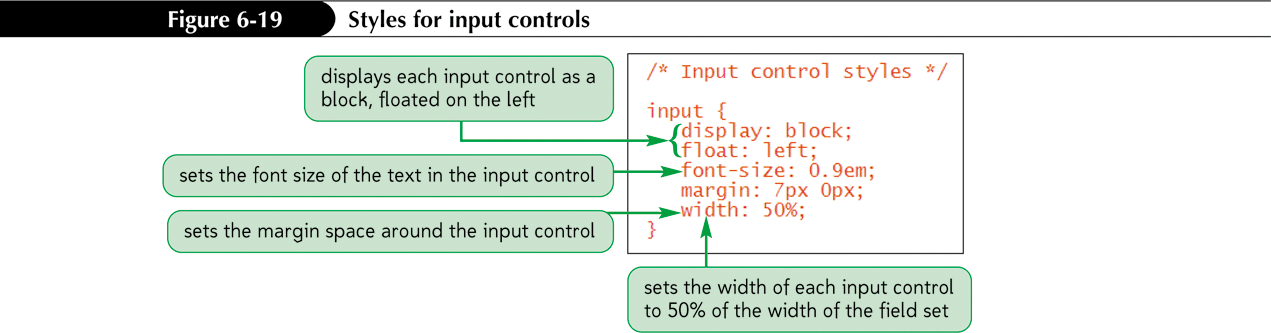 Figure 6-19 Styles for input controls
displays each input control as a
block, floated on the left
sets the font size of the text in the input control
sets the margin space around the input control
/* Input control styles */
input {
display: block;
float: left;
font-size: 0.9em;
margin: 7px 0px;
width: 50%;
}
sets the width of each input control
to 50% of the width of the field set